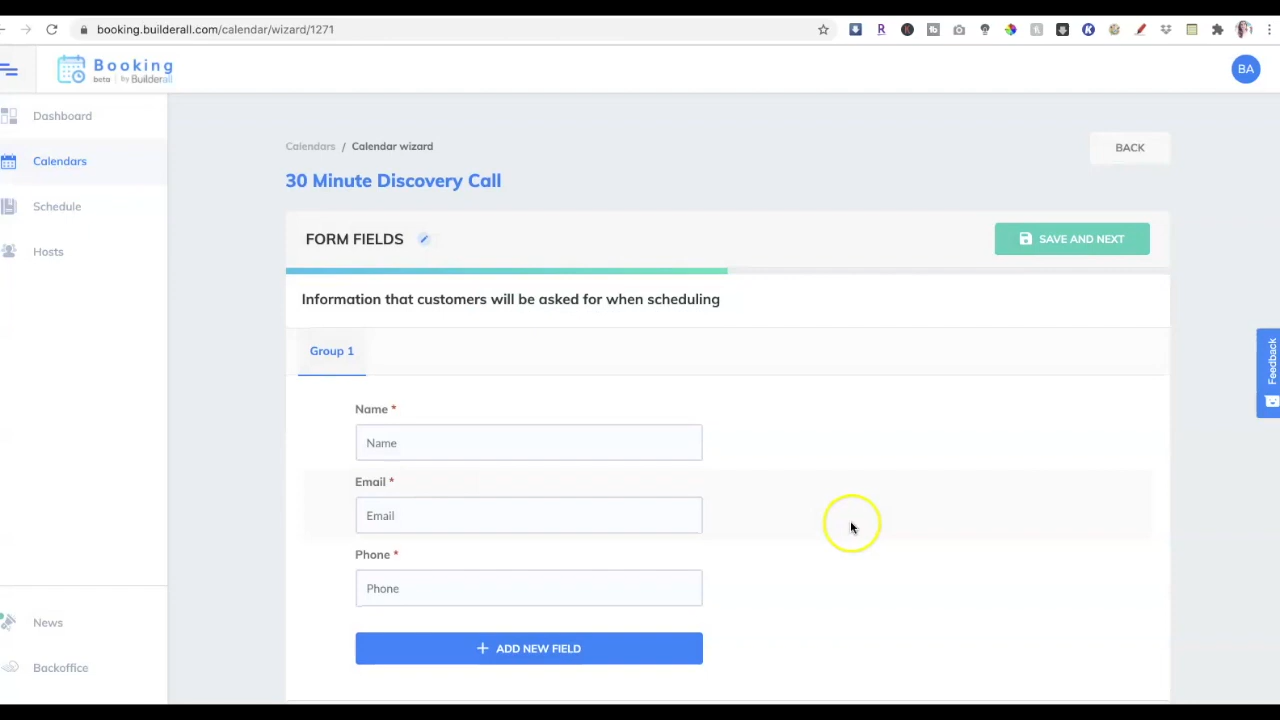 booking.builderall.com/calendar/wizard/1271
Booking
beta | by Builderall
BA
Dashboard
Calendars
Schedule
Hosts
News
Backoffice
Calendars / Calendar wizard
BACK
30 Minute Discovery Call
FORM FIELDS
SAVE AND NEXT
Information that customers will be asked for when scheduling
Group 1
Name *
Name
Email *
Email
Phone *
Phone
+ ADD NEW FIELD
Feedback